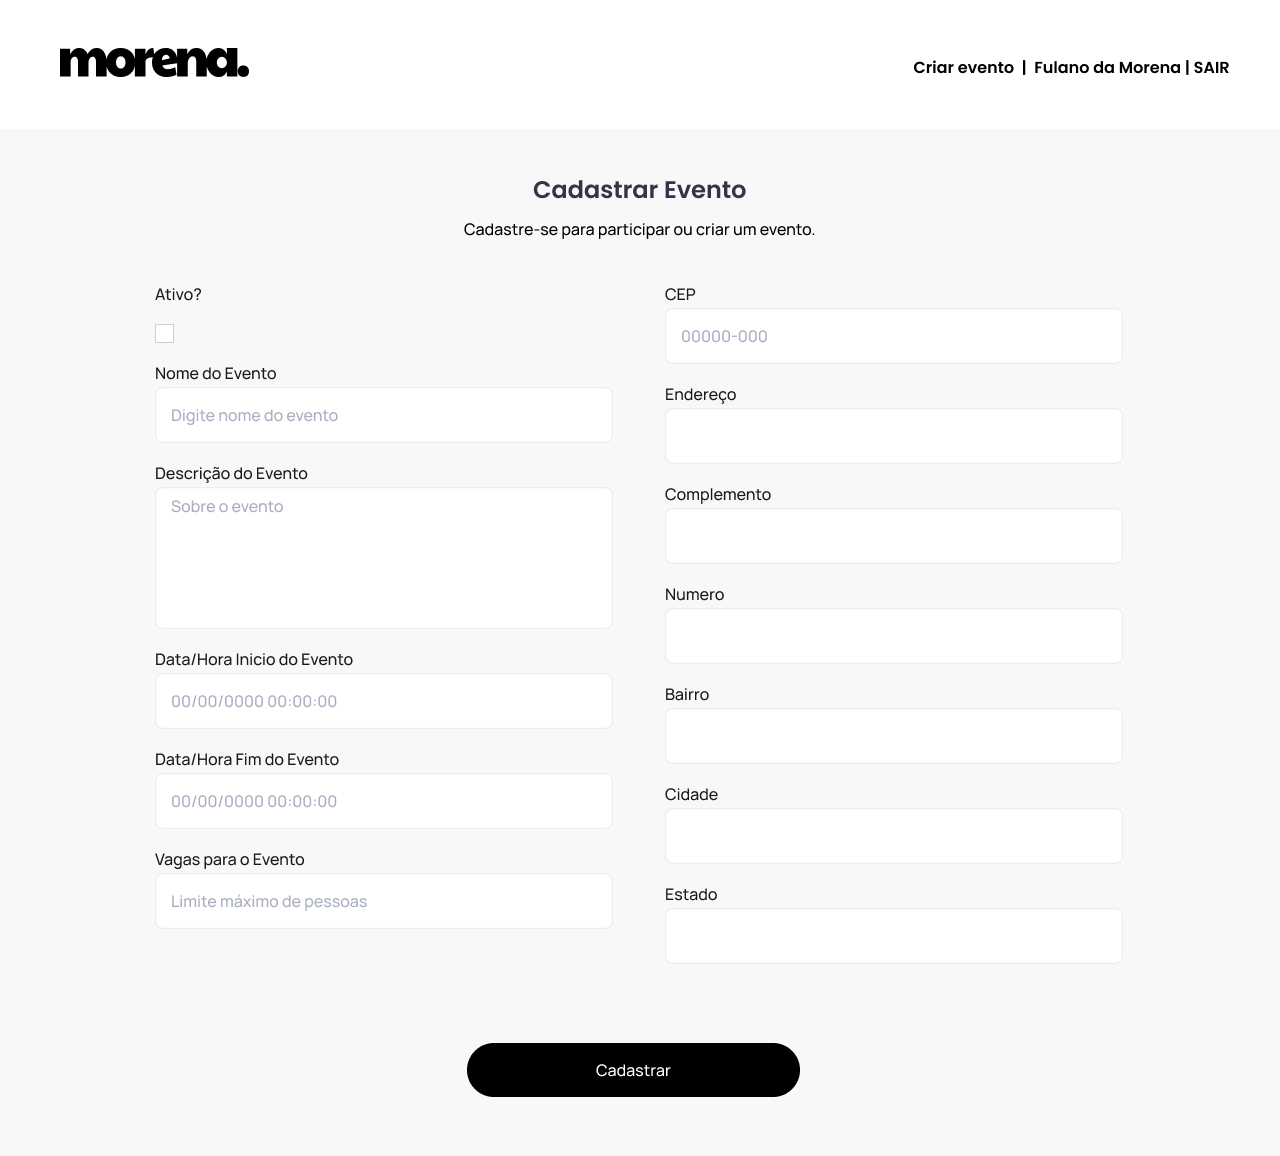 morena.
Criar evento | Fulano da Morena | SAIR
Cadastrar Evento
Cadastre-se para participar ou criar um evento.
Ativo?
Nome do Evento
Digite nome do evento
Descrição do Evento
Sobre o evento
Data/Hora Inicio do Evento
00/00/0000 00:00:00
Data/Hora Fim do Evento
00/00/0000 00:00:00
Vagas para o Evento
Limite máximo de pessoas
CEP
00000-000
Endereço
Complemento
Numero
Bairro
Cidade
Estado
Cadastrar